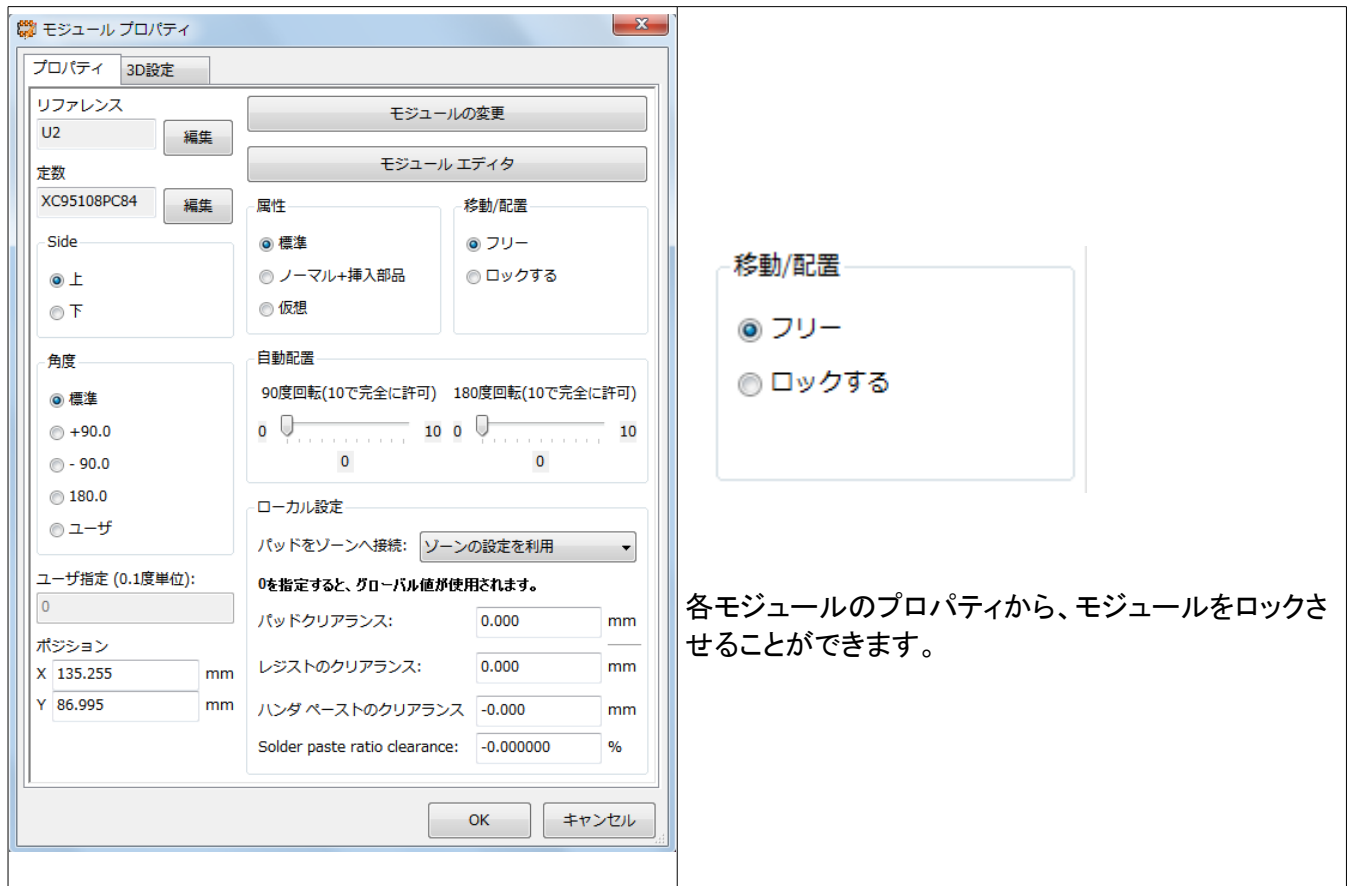 モジュール プロパティ
プロパティ
3D設定
リファレンス
U2
編集
定数
XC95108PC84
編集
Side
上
下
角度
標準
+90.0
- 90.0
180.0
ユーザ
ユーザ指定 (0.1度単位):
0
ポジション
X 135.255 mm
Y 86.995 mm
モジュールの変更
モジュール エディタ
属性
標準
ノーマル+挿入部品
仮想
移動/配置
フリー
ロックする
自動配置
90度回転(10で完全に許可) 180度回転(10で完全に許可)
0 10 0 10
0 0
ローカル設定
パッドをゾーンへ接続: ゾーンの設定を利用
0を指定すると、グローバル値が使用されます。
パッドクリアランス: 0.000 mm
レジストのクリアランス: 0.000 mm
ハンダ ペーストのクリアランス -0.000 mm
Solder paste ratio clearance: -0.000000 %
OK キャンセル
移動/配置
フリー
ロックする
各モジュールのプロパティから、モジュールをロックさ
せることができます。